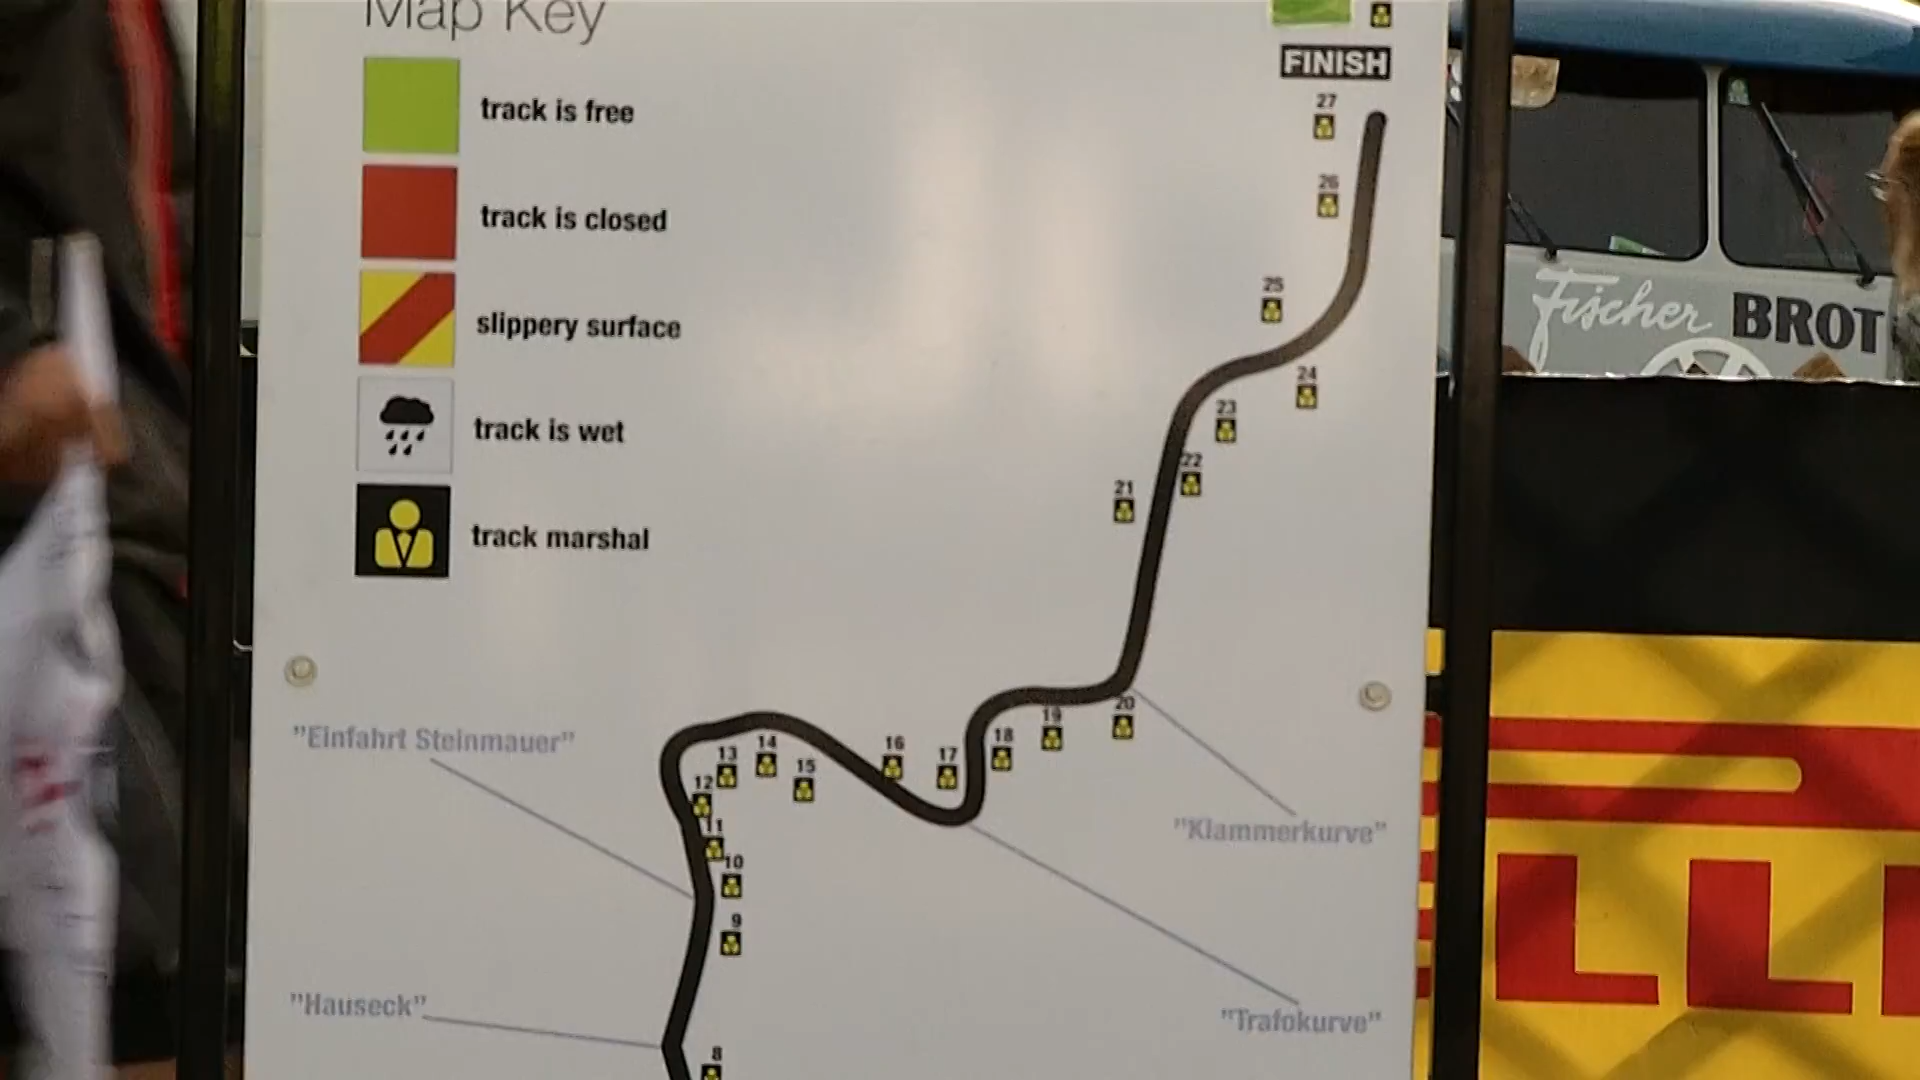 Map Key
track is free
track is closed
slippery surface
track is wet
track marshal
FINISH
27
26
25
24
23
22
21
20
19
18
17
16
15
14
13
12
11
10
9
8
"Einfahrt Steinmauer"
"Klammerkurve"
"Hauseck"
"Trafokurve"
Fischer BROT